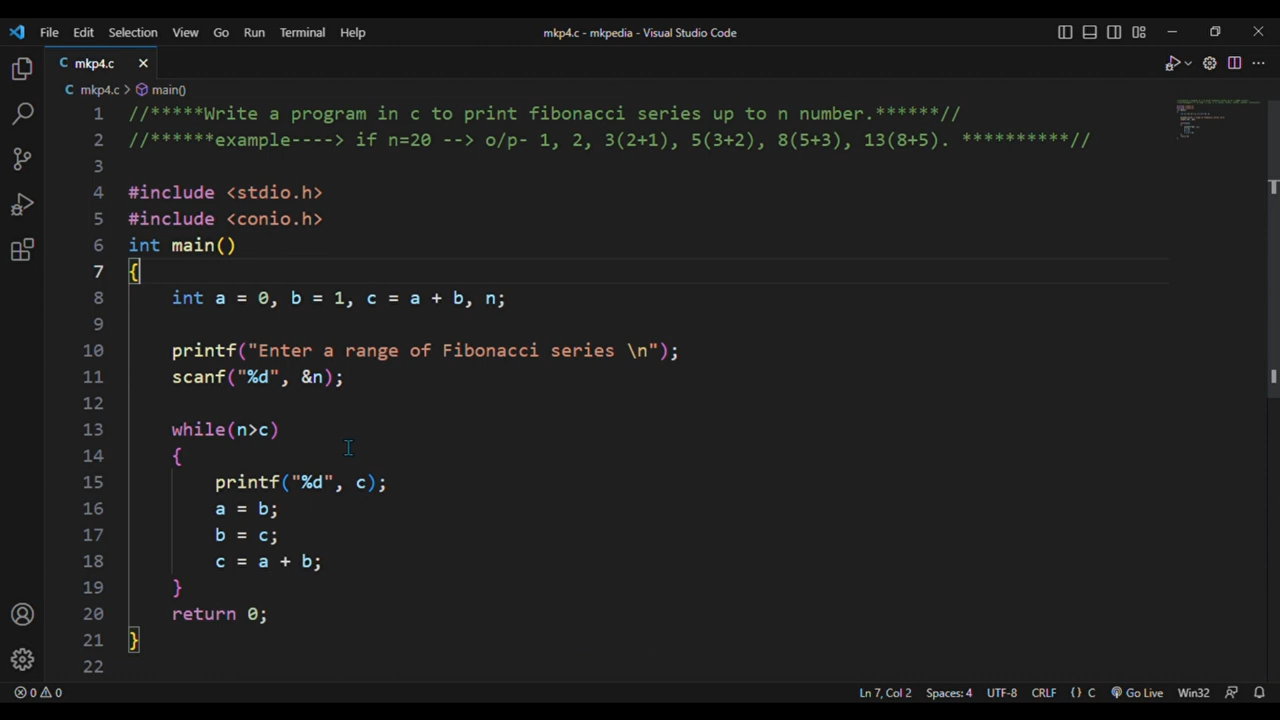 File Edit Selection View Go Run Terminal Help mkp4.c - mkpedia - Visual Studio Code
C mkp4.c
C mkp4.c > main()
1 //*****Write a program in c to print fibonacci series up to n number.******//
2 //******example----> if n=20 --> o/p- 1, 2, 3(2+1), 5(3+2), 8(5+3), 13(8+5). **********//
3
4 #include <stdio.h>
5 #include <conio.h>
6 int main()
7 {
8     int a = 0, b = 1, c = a + b, n;
9
10     printf("Enter a range of Fibonacci series \n");
11     scanf("%d", &n);
12
13     while(n>c)
14     {
15         printf("%d", c);
16         a = b;
17         b = c;
18         c = a + b;
19     }
20     return 0;
21 }
22
0 0 Ln 7, Col 2 Spaces: 4 UTF-8 CRLF {} C Go Live Win32